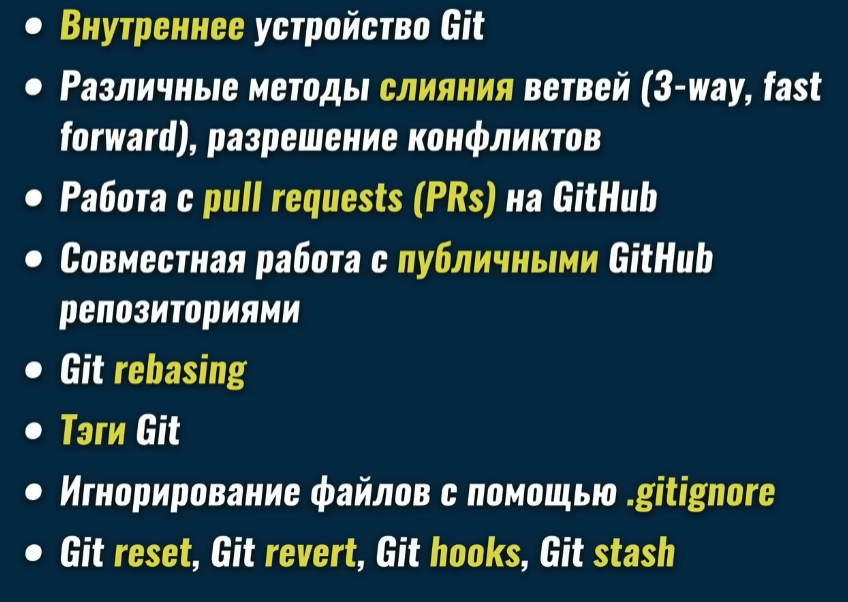 • Внутреннее устройство Git
• Различные методы слияния ветвей (3-way, fast
forward), разрешение конфликтов
• Работа с pull requests (PRs) на GitHub
• Совместная работа с публичными GitHub
репозиториями
• Git rebasing
• Тэги Git
• Игнорирование файлов с помощью .gitignore
• Git reset, Git revert, Git hooks, Git stash